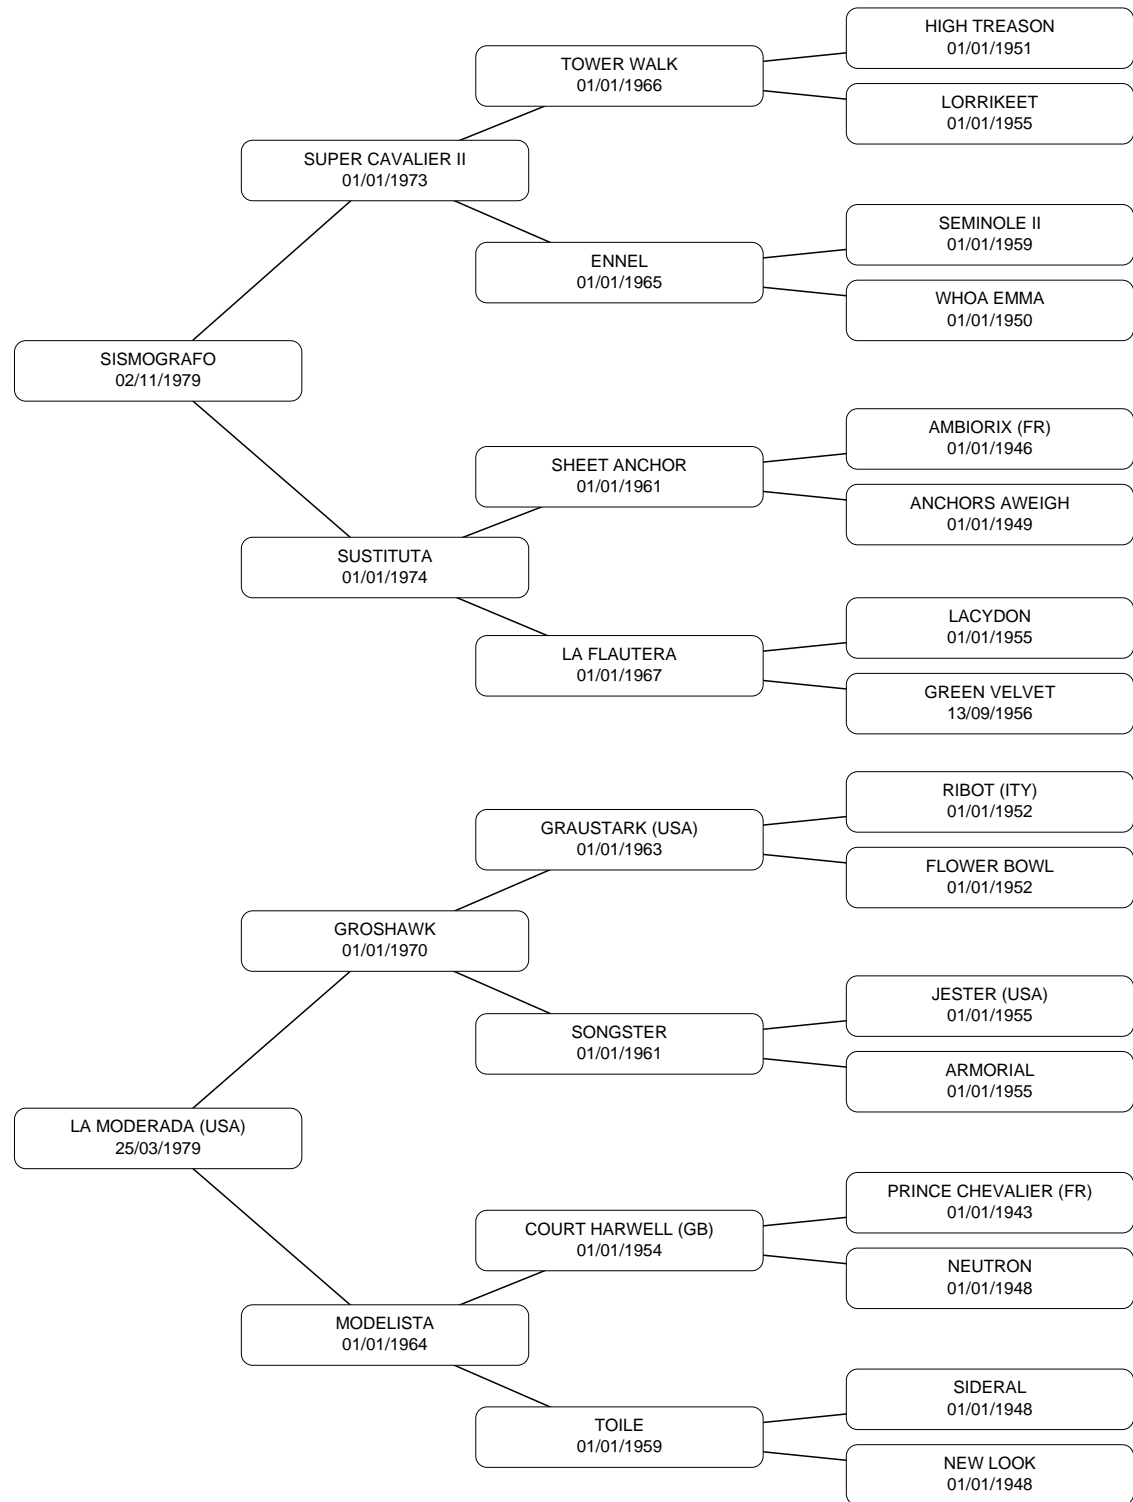 HIGH TREASON
01/01/1951
TOWER WALK
01/01/1966
LORRIKEET
01/01/1955
SUPER CAVALIER II
01/01/1973
SEMINOLE II
01/01/1959
ENNEL
01/01/1965
WHOA EMMA
01/01/1950
SISMOGRAFO
02/11/1979
AMBIORIX (FR)
01/01/1946
SHEET ANCHOR
01/01/1961
ANCHORS AWEIGH
01/01/1949
SUSTITUTA
01/01/1974
LACYDON
01/01/1955
LA FLAUTERA
01/01/1967
GREEN VELVET
13/09/1956
RIBOT (ITY)
01/01/1952
GRAUSTARK (USA)
01/01/1963
FLOWER BOWL
01/01/1952
GROSHAWK
01/01/1970
JESTER (USA)
01/01/1955
SONGSTER
01/01/1961
ARMORIAL
01/01/1955
LA MODERADA (USA)
25/03/1979
PRINCE CHEVALIER (FR)
01/01/1943
COURT HARWELL (GB)
01/01/1954
NEUTRON
01/01/1948
MODELISTA
01/01/1964
SIDERAL
01/01/1948
TOILE
01/01/1959
NEW LOOK
01/01/1948